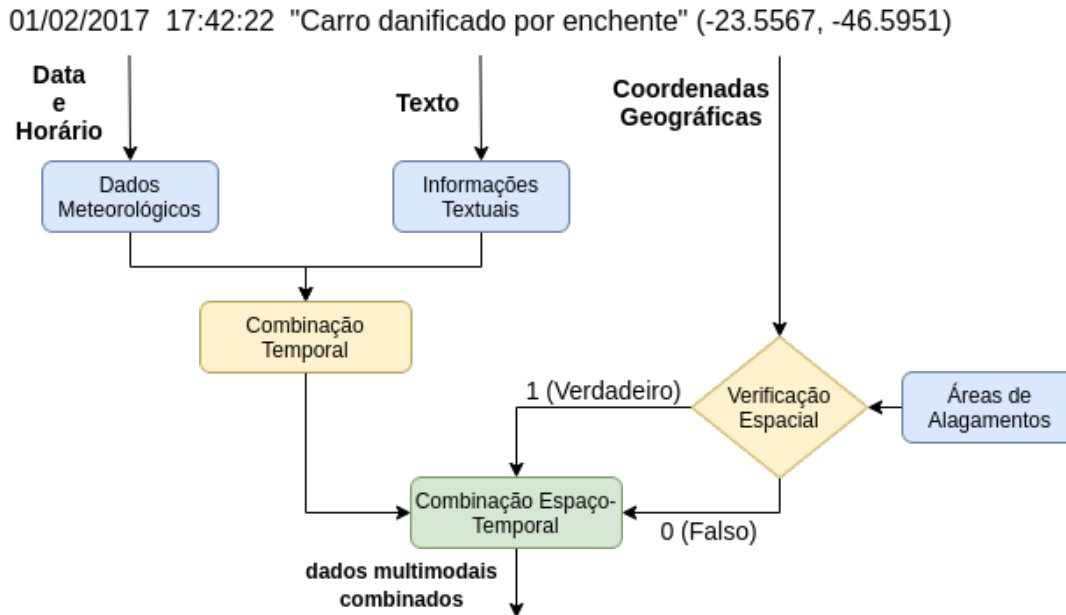 01/02/2017  17:42:22  "Carro danificado por enchente" (-23.5567, -46.5951)
Data
e
Horário
Texto
Coordenadas
Geográficas
Dados
Meteorológicos
Informações
Textuais
Combinação
Temporal
1 (Verdadeiro)
Verificação
Espacial
Áreas de
Alagamentos
Combinação Espaço-
Temporal
0 (Falso)
dados multimodais
combinados